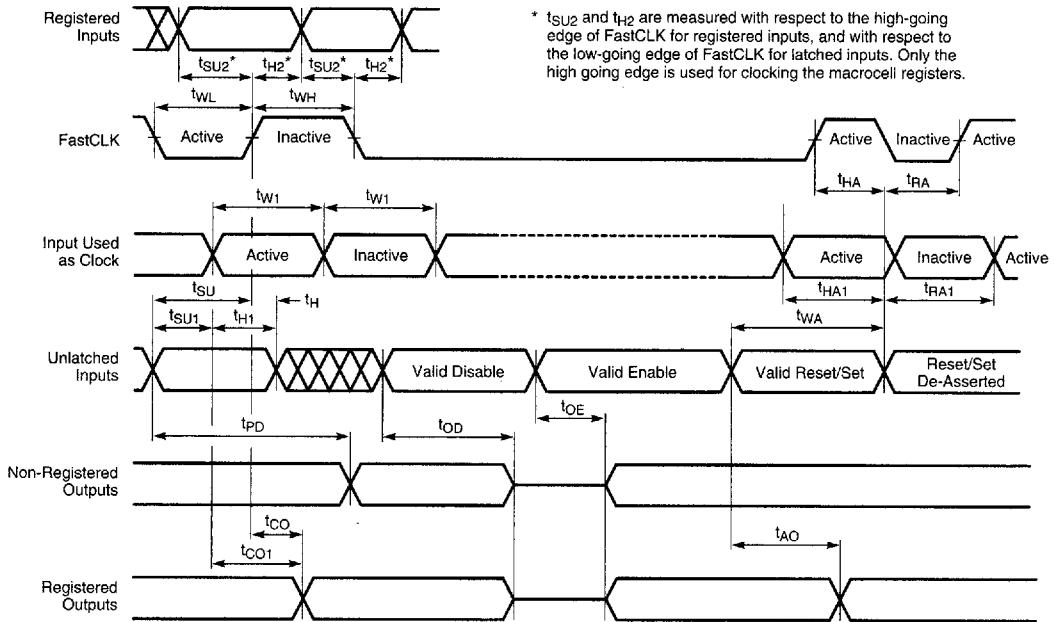 Registered
Inputs
* tSU2 and tH2 are measured with respect to the high-going
edge of FastCLK for registered inputs, and with respect to
the low-going edge of FastCLK for latched inputs. Only the
high going edge is used for clocking the macrocell registers.
tSU2* tH2* tSU2* tH2*
tWL tWH
FastCLK Active Inactive Active Inactive Active
tHA tRA
tW1 tW1
Input Used
as Clock
Active Inactive Active Inactive Active
tSU tH tHA1 tRA1
tSU1 tH1 tWA
Unlatched
Inputs
Valid Disable Valid Enable Valid Reset/Set Reset/Set
De-Asserted
tPD tOD tOE
Non-Registered
Outputs
tCO tAO
tCO1
Registered
Outputs